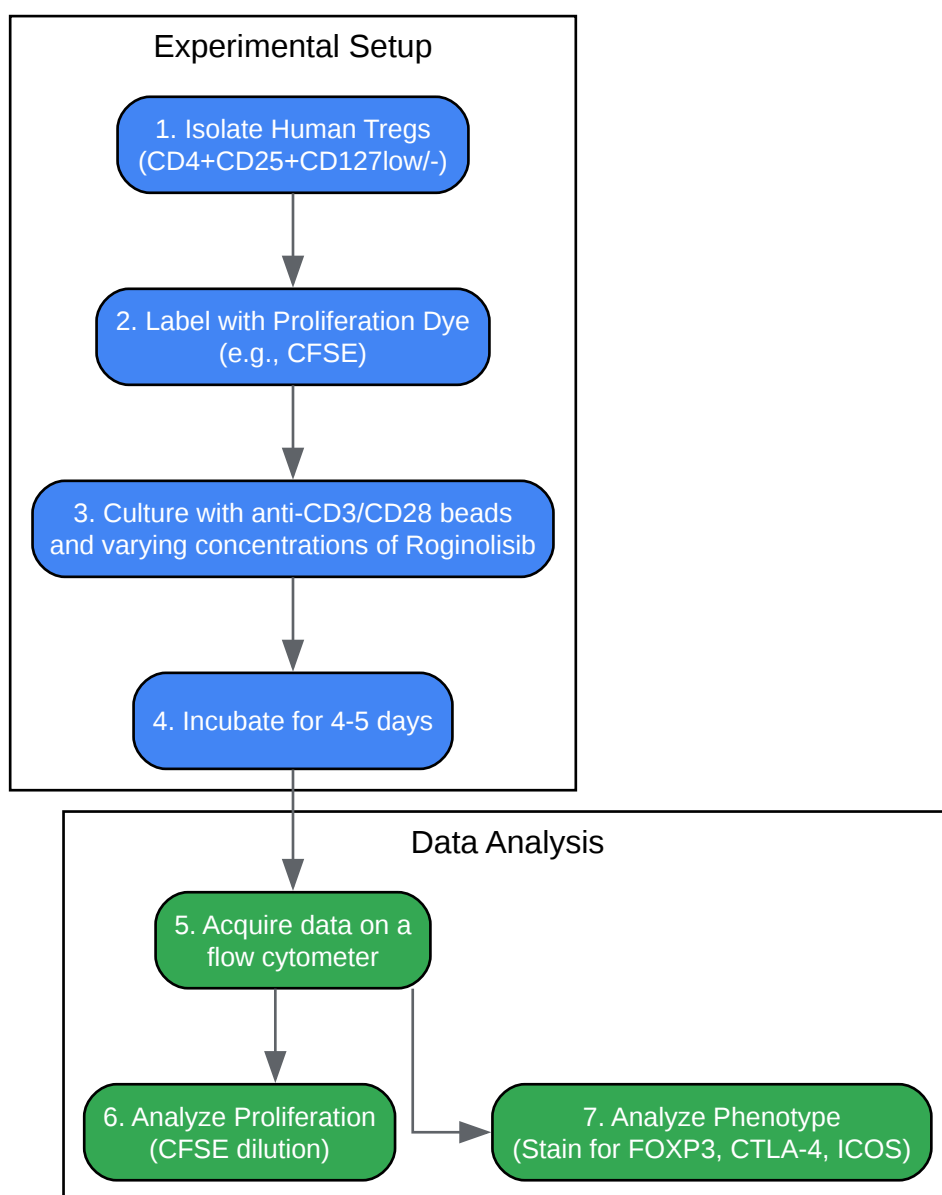 Experimental Setup
1. Isolate Human Tregs
(CD4+CD25+CD127low/-)
2. Label with Proliferation Dye
(e.g., CFSE)
3. Culture with anti-CD3/CD28 beads
and varying concentrations of Roginolisib
4. Incubate for 4-5 days
Data Analysis
5. Acquire data on a
flow cytometer
6. Analyze Proliferation
(CFSE dilution)
7. Analyze Phenotype
(Stain for FOXP3, CTLA-4, ICOS)